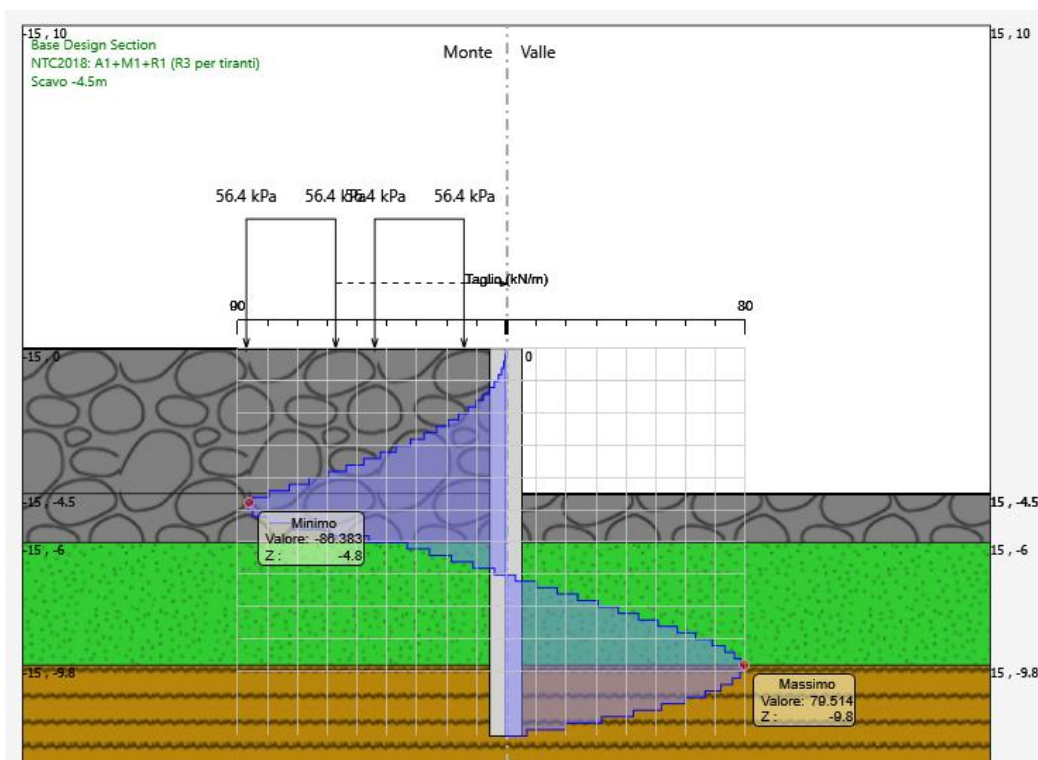 -15 , 10
15 , 10
Base Design Section
NTC2018: A1+M1+R1 (R3 per tiranti)
Scavo -4.5m
Monte
Valle
56.4 kPa
56.4 kPa
56.4 kPa
56.4 kPa
Taglio (kN/m)
90
80
-15 , 0
0
-15 , -4.5
15 , -4.5
Minimo
Valore: -86.383
Z : -4.8
-15 , -6
15 , -6
-15 , -9.8
15 , -9.8
Massimo
Valore: 79.514
Z : -9.8